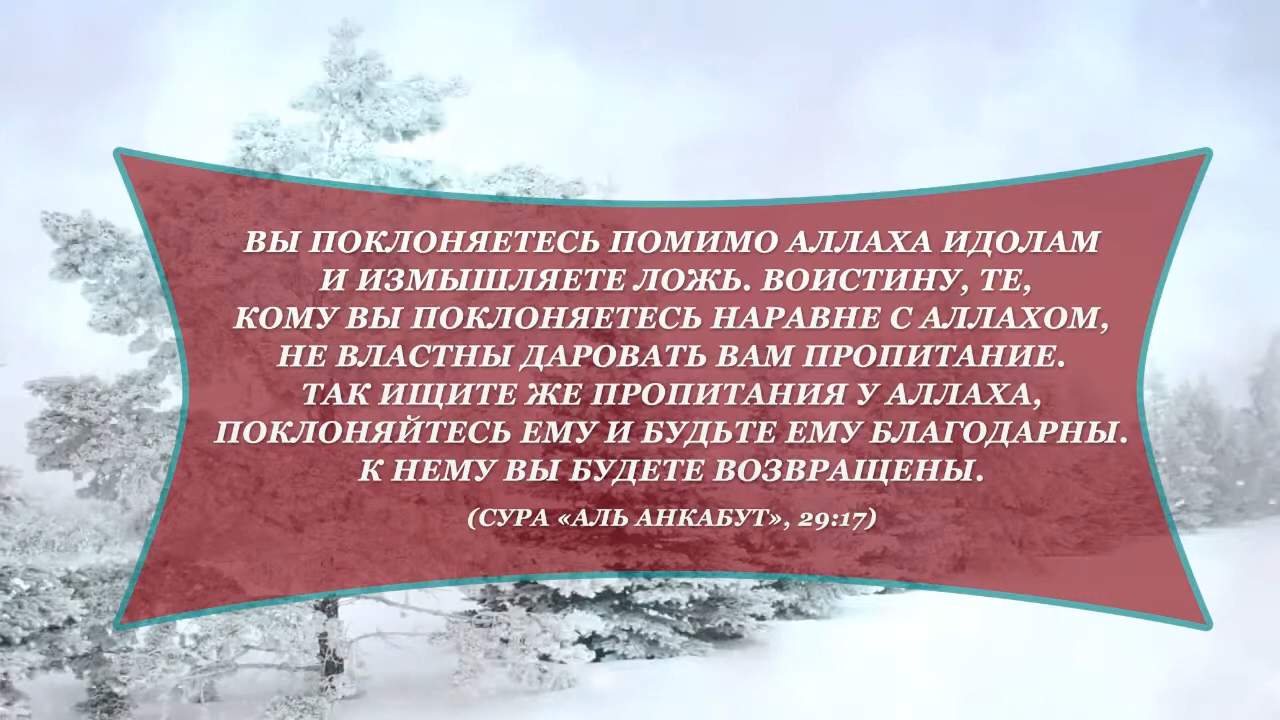 ВЫ ПОКЛОНЯЕТЕСЬ ПОМИМО АЛЛАХА ИДОЛАМ
И ИЗМЫШЛЯЕТЕ ЛОЖЬ. ВОИСТИНУ, ТЕ,
КОМУ ВЫ ПОКЛОНЯЕТЕСЬ НАРАВНЕ С АЛЛАХОМ,
НЕ ВЛАСТНЫ ДАРОВАТЬ ВАМ ПРОПИТАНИЕ.
ТАК ИЩИТЕ ЖЕ ПРОПИТАНИЯ У АЛЛАХА,
ПОКЛОНЯЙТЕСЬ ЕМУ И БУДЬТЕ ЕМУ БЛАГОДАРНЫ.
К НЕМУ ВЫ БУДЕТЕ ВОЗВРАЩЕНЫ.
(СУРА «АЛЬ АНКАБУТ», 29:17)